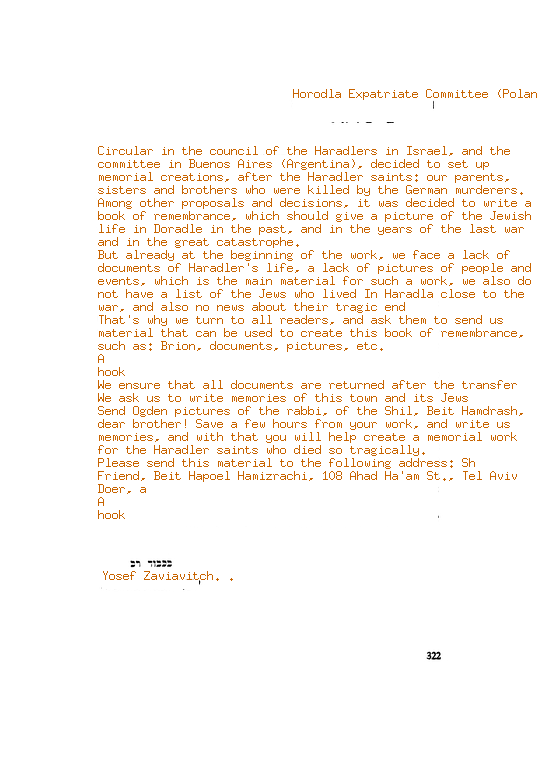 Horodla Expatriate Committee (Polan
Circular in the council of the Haradlers in Israel, and the
committee in Buenos Aires (Argentina), decided to set up
memorial creations, after the Haradler saints: our parents,
sisters and brothers who were killed by the German murderers.
Among other proposals and decisions, it was decided to write a
book of remembrance, which should give a picture of the Jewish
life in Doradle in the past, and in the years of the last war
and in the great catastrophe.
But already at the beginning of the work, we face a lack of
documents of Haradler's life, a lack of pictures of people and
events, which is the main material for such a work, we also do
not have a list of the Jews who lived In Haradla close to the
war, and also no news about their tragic end
That's why we turn to all readers, and ask them to send us
material that can be used to create this book of remembrance,
such as: Brion, documents, pictures, etc.
A
hook
We ensure that all documents are returned after the transfer
We ask us to write memories of this town and its Jews
Send Ogden pictures of the rabbi, of the Shil, Beit Hamdrash,
dear brother! Save a few hours from your work, and write us
memories, and with that you will help create a memorial work
for the Haradler saints who died so tragically.
Please send this material to the following address: Sh
Friend, Beit Hapoel Hamizrachi, 108 Ahad Ha'am St., Tel Aviv
Doer, a
A
hook
בכבוד רב
Yosef Zaviavitch. .
322